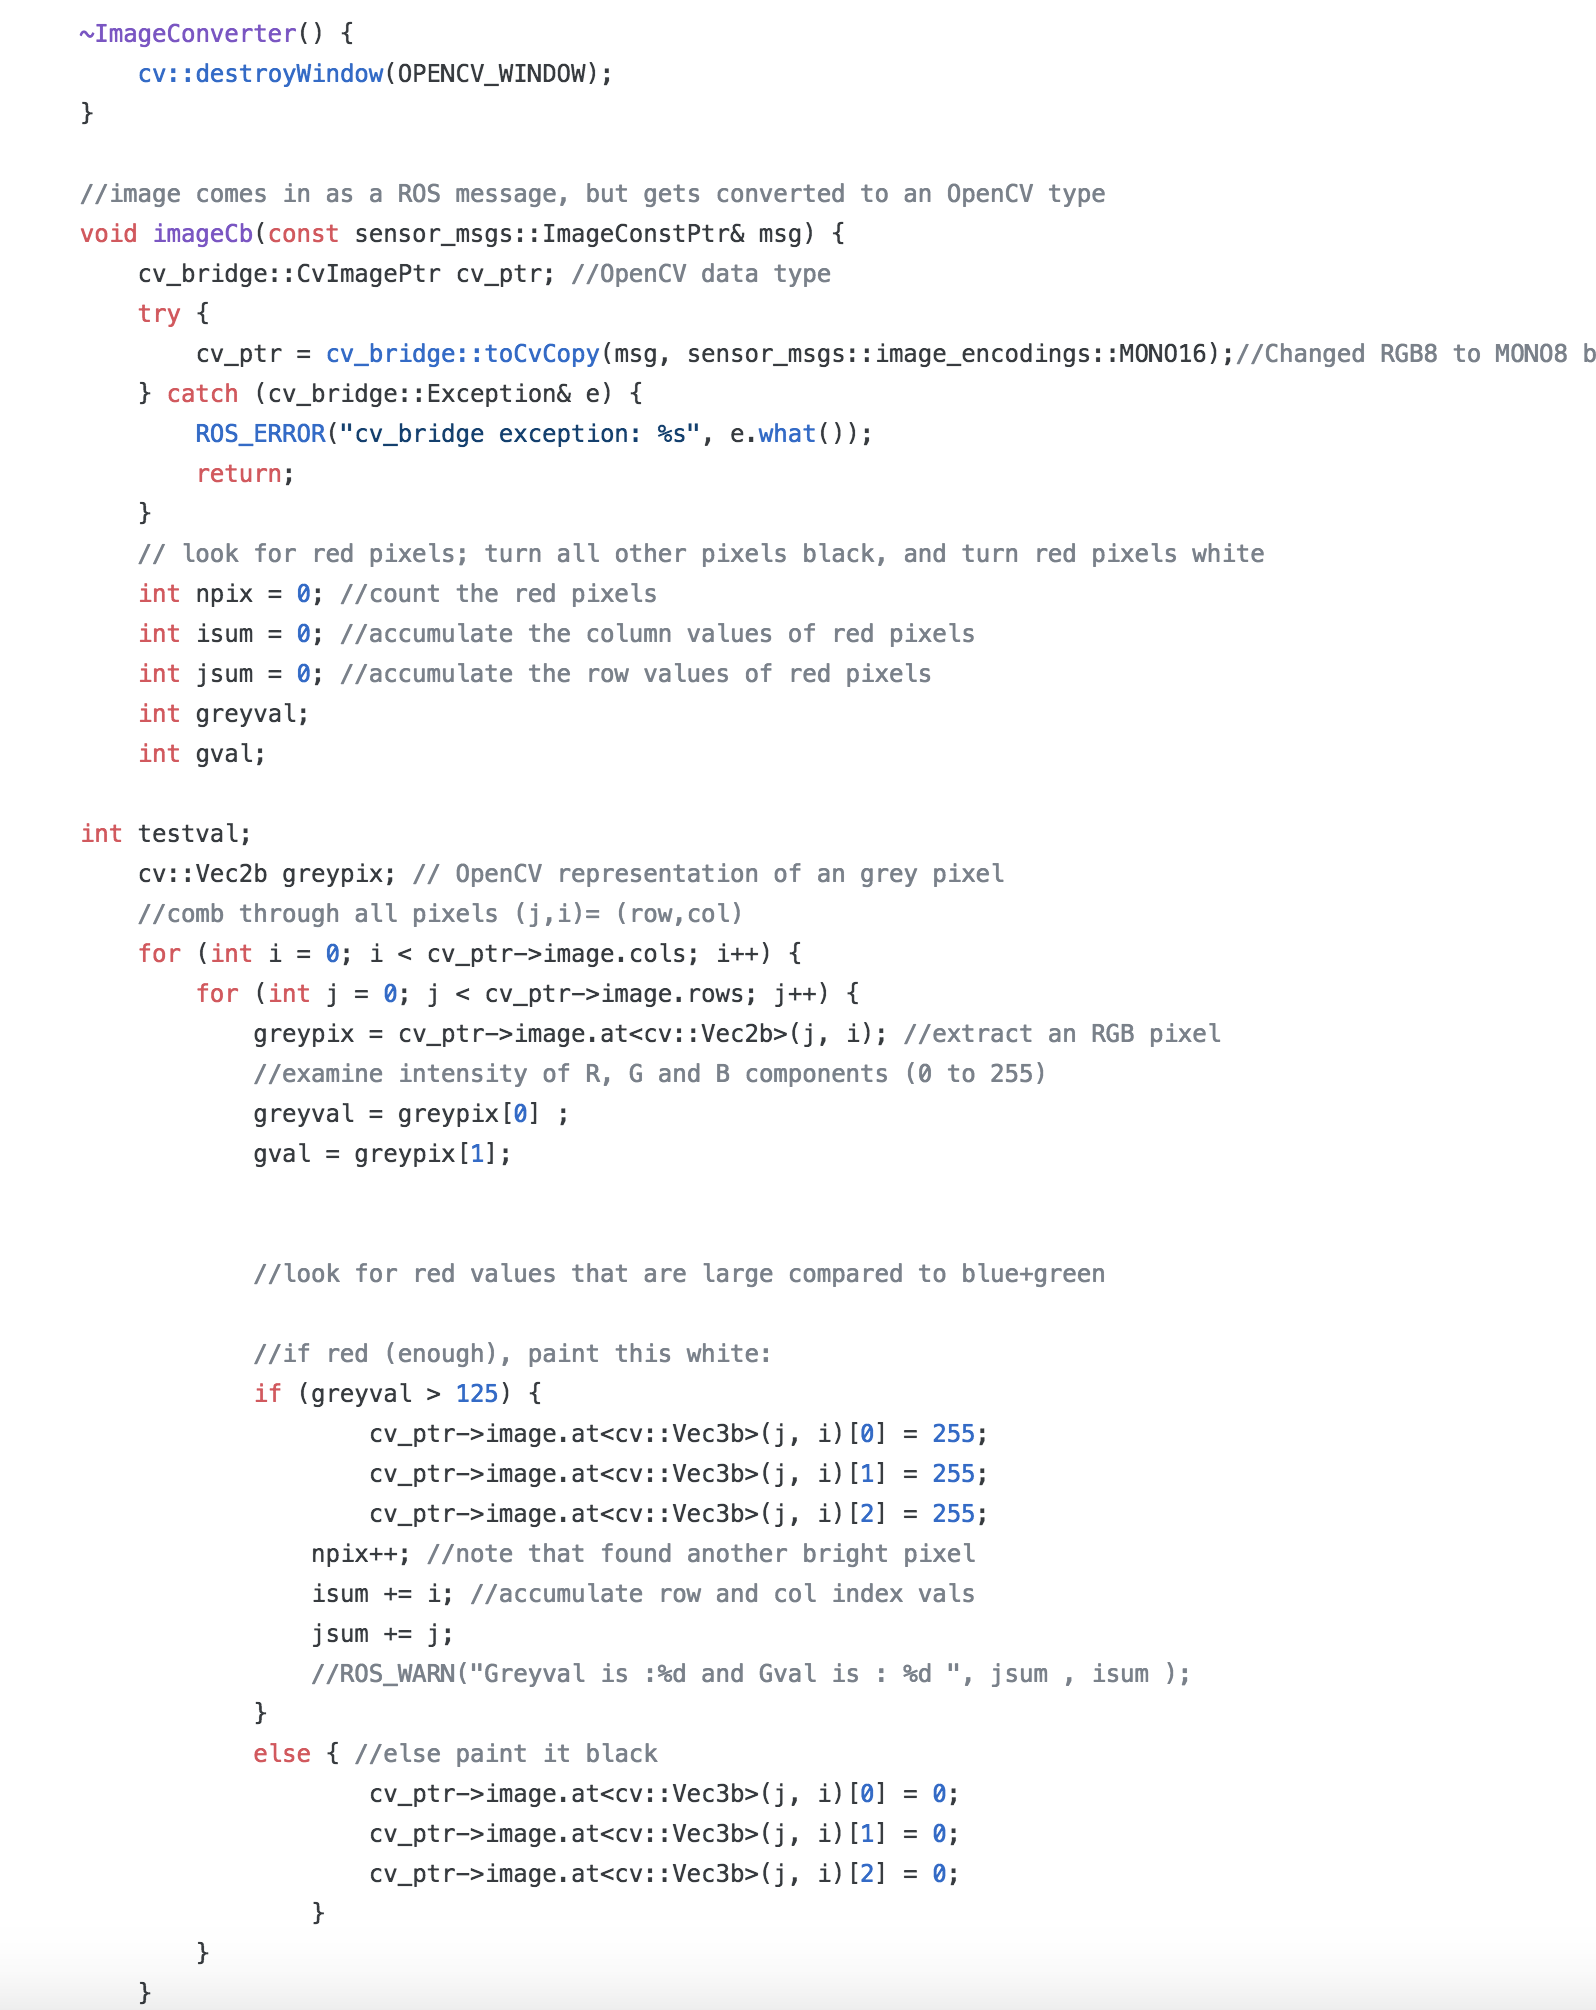 ~ImageConverter() {
cv::destroyWindow(OPENCV_WINDOW);
}
//image comes in as a ROS message, but gets converted to an OpenCV type
void imageCb(const sensor_msgs::ImageConstPtr& msg) {
cv_bridge::CvImagePtr cv_ptr; //OpenCV data type
try {
cv_ptr = cv_bridge::toCvCopy(msg, sensor_msgs::image_encodings::MONO16);//Changed RGB8 to MONO8 b
} catch (cv_bridge::Exception& e) {
ROS_ERROR("cv_bridge exception: %s", e.what());
return;
}
// look for red pixels; turn all other pixels black, and turn red pixels white
int npix = 0; //count the red pixels
int isum = 0; //accumulate the column values of red pixels
int jsum = 0; //accumulate the row values of red pixels
int greyval;
int gval;
int testval;
cv::Vec2b greypix; // OpenCV representation of an grey pixel
//comb through all pixels (j,i)= (row,col)
for (int i = 0; i < cv_ptr->image.cols; i++) {
for (int j = 0; j < cv_ptr->image.rows; j++) {
greypix = cv_ptr->image.at<cv::Vec2b>(j, i); //extract an RGB pixel
//examine intensity of R, G and B components (0 to 255)
greyval = greypix[0] ;
gval = greypix[1];
//look for red values that are large compared to blue+green
//if red (enough), paint this white:
if (greyval > 125) {
cv_ptr->image.at<cv::Vec3b>(j, i)[0] = 255;
cv_ptr->image.at<cv::Vec3b>(j, i)[1] = 255;
cv_ptr->image.at<cv::Vec3b>(j, i)[2] = 255;
npix++; //note that found another bright pixel
isum += i; //accumulate row and col index vals
jsum += j;
//ROS_WARN("Greyval is :%d and Gval is : %d ", jsum , isum );
}
else { //else paint it black
cv_ptr->image.at<cv::Vec3b>(j, i)[0] = 0;
cv_ptr->image.at<cv::Vec3b>(j, i)[1] = 0;
cv_ptr->image.at<cv::Vec3b>(j, i)[2] = 0;
}
}
}